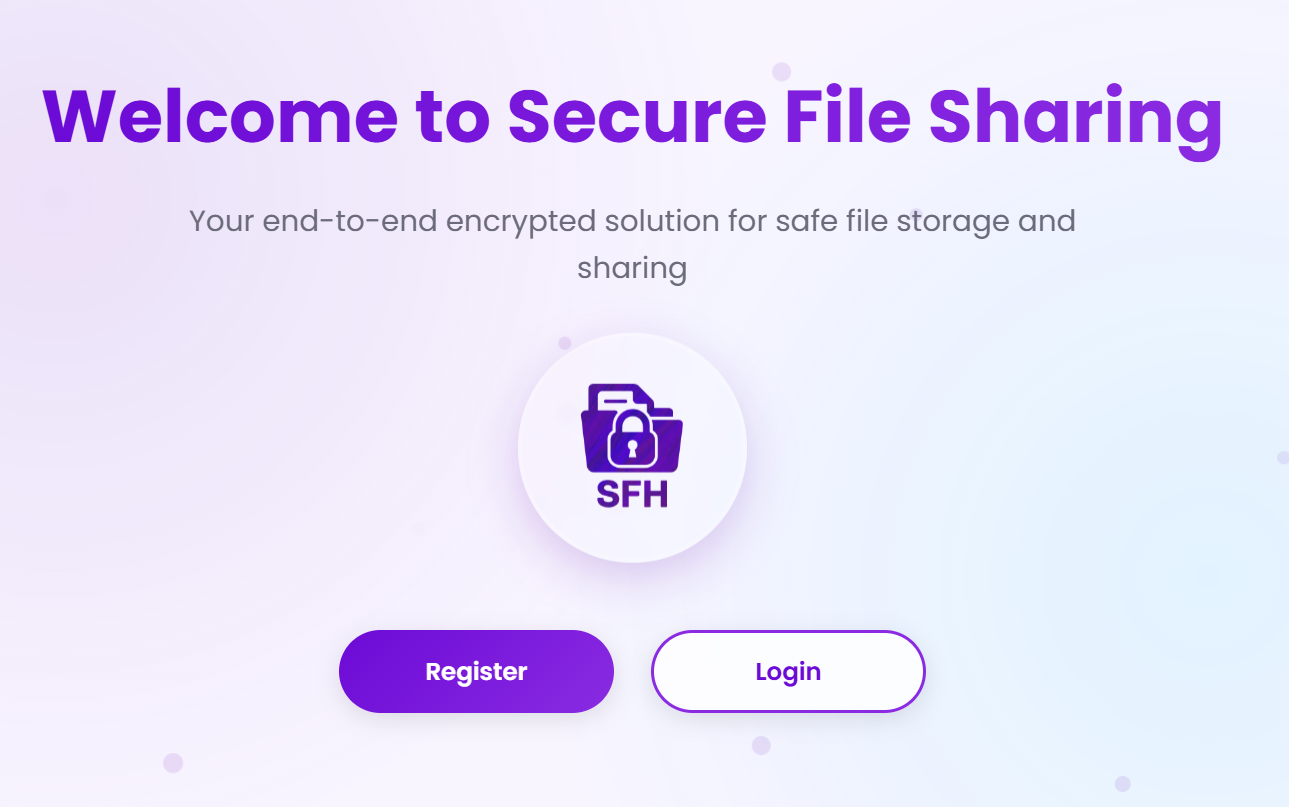 Welcome to Secure File Sharing
Your end-to-end encrypted solution for safe file storage and
sharing
SFH
Register
Login